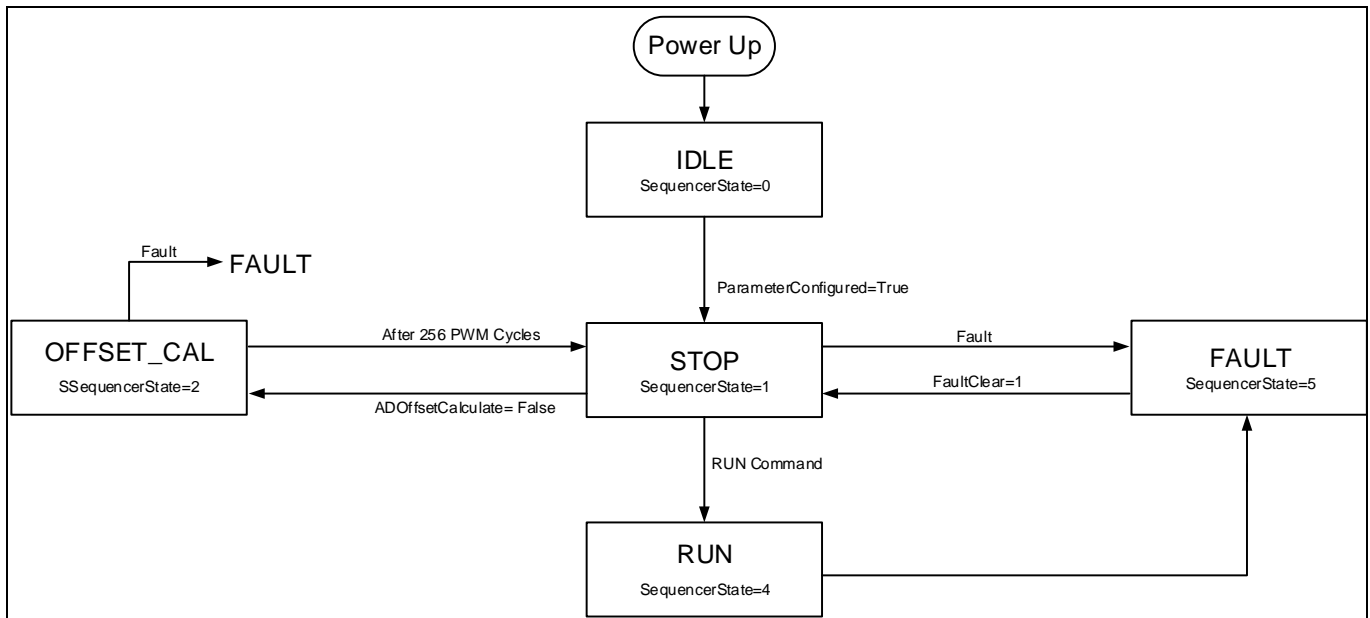 Power Up
IDLE
SequencerState=0
ParameterConfigured=True
Fault
FAULT
OFFSET_CAL
SSequencerState=2
After 256 PWM Cycles
ADOffsetCalculate= False
STOP
SequencerState=1
Fault
FaultClear=1
FAULT
SequencerState=5
RUN Command
RUN
SequencerState=4